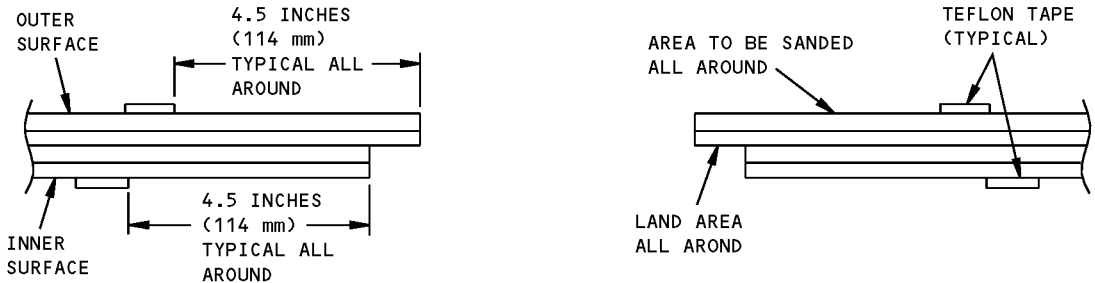 OUTER
SURFACE
4.5 INCHES
(114 mm)
TYPICAL ALL
AROUND
4.5 INCHES
(114 mm)
TYPICAL ALL
AROUND
INNER
SURFACE
AREA TO BE SANDED
ALL AROUND
TEFLON TAPE
(TYPICAL)
LAND AREA
ALL AROND